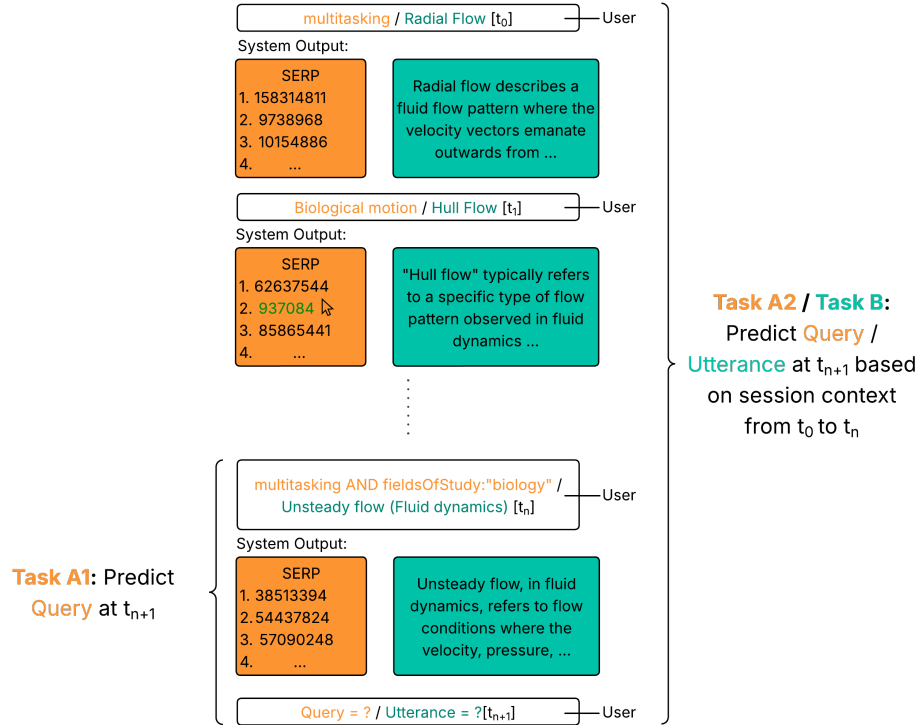 multitasking / Radial Flow [t0]
User
System Output:
SERP
1. 158314811
2. 9738968
3. 10154886
4. ...
Radial flow describes a
fluid flow pattern where the
velocity vectors emanate
outwards from ...
Biological motion / Hull Flow [t1]
User
System Output:
SERP
1. 62637544
2. 937084
3. 85865441
4. ...
"Hull flow" typically refers
to a specific type of flow
pattern observed in fluid
dynamics ...
Task A2 / Task B:
Predict Query /
Utterance at tn+1 based
on session context
from t0 to tn
multitasking AND fieldsOfStudy:"biology" /
Unsteady flow (Fluid dynamics) [tn]
User
System Output:
SERP
1. 38513394
2.54437824
3. 57090248
4. ...
Unsteady flow, in fluid
dynamics, refers to flow
conditions where the
velocity, pressure, ...
Task A1: Predict
Query at tn+1
Query = ? / Utterance = ?[tn+1]
User